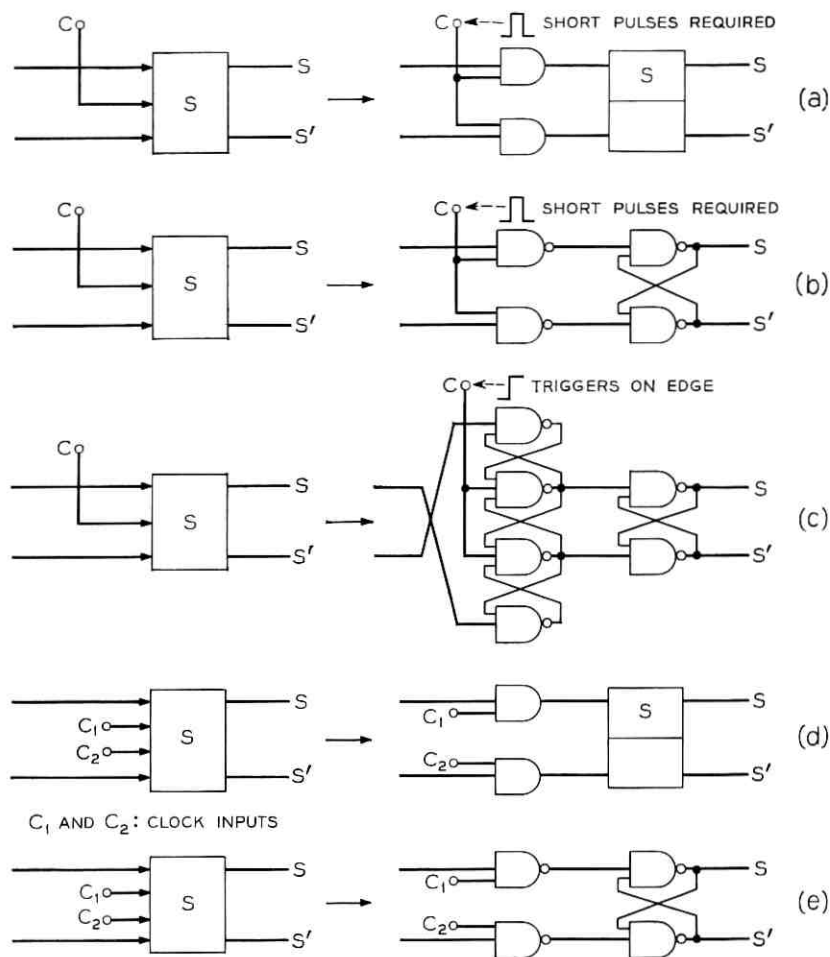 C
S
S
S′
C
SHORT PULSES REQUIRED
S
S
S′
(a)
C
S
S
S′
C
SHORT PULSES REQUIRED
S
S′
(b)
C
S
S
S′
C
TRIGGERS ON EDGE
S
S′
(c)
S
C₁
C₂
S
S′
C₁
C₂
S
S
S′
(d)
C₁ AND C₂: CLOCK INPUTS
S
C₁
C₂
S
S′
C₁
C₂
S
S′
(e)